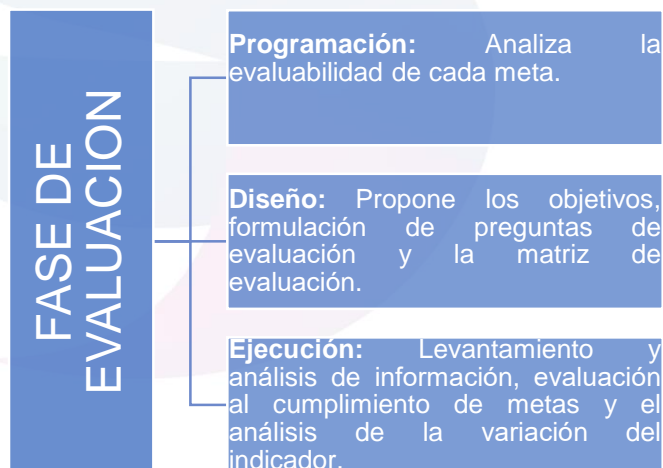 FASE DE
EVALUACION
Programación: Analiza la
evaluabilidad de cada meta.
Diseño: Propone los objetivos,
formulación de preguntas de
evaluación y la matriz de
evaluación.
Ejecución: Levantamiento y
análisis de información, evaluación
al cumplimiento de metas y el
análisis de la variación del
indicador.